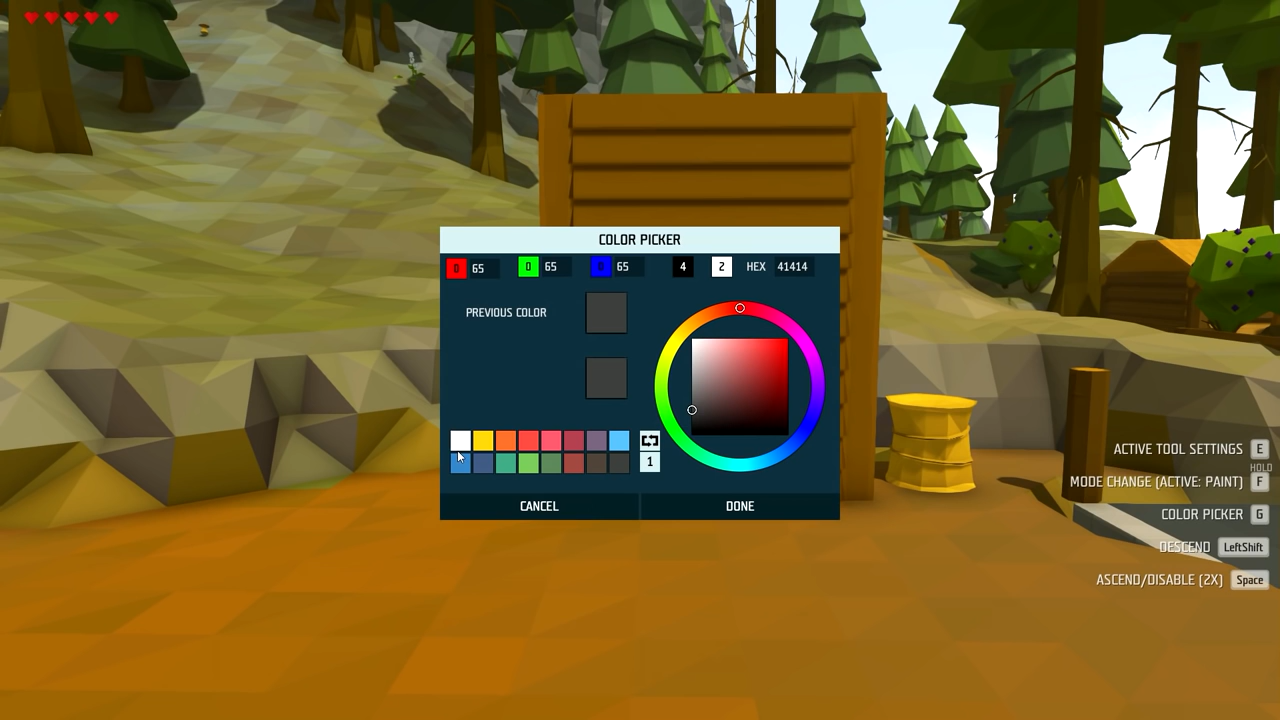 COLOR PICKER
0 65 0 65 0 65 4 2 HEX 41414
PREVIOUS COLOR
1
CANCEL DONE
ACTIVE TOOL SETTINGS E
HOLD
MODE CHANGE (ACTIVE: PAINT) F
COLOR PICKER G
DESCEND LeftShift
ASCEND/DISABLE (2X) Space